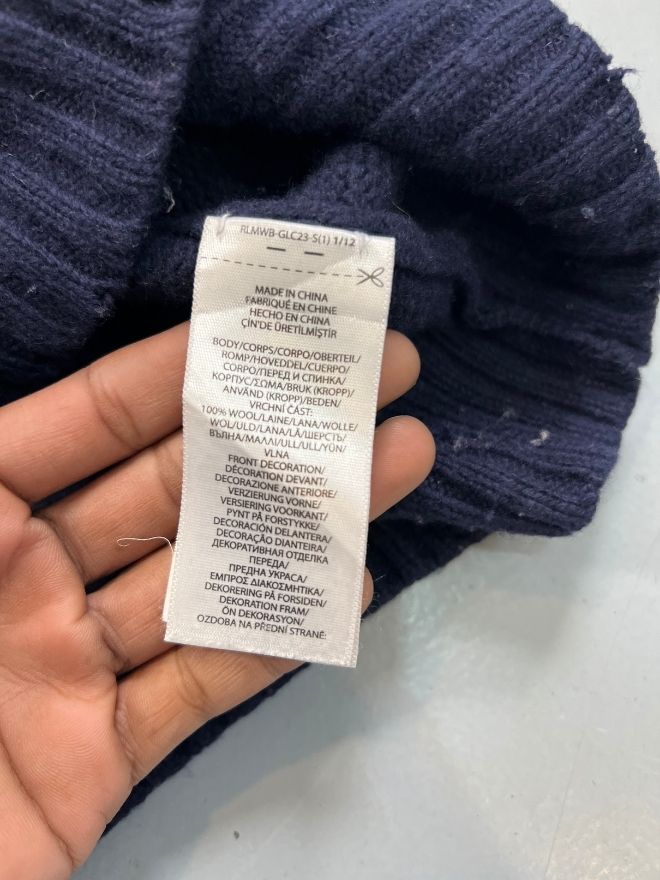 RLMWB-GLC23-S(1) 1/12
MADE IN CHINA
FABRIQUÉ EN CHINE
HECHO EN CHINA
ÇİN'DE ÜRETİLMİŞTİR
BODY/CORPS/CORPO/OBERTEIL/
ROMP/HOVEDDEL/CUERPO/
CORPO/ПЕРЕД И СПИНКА/
КОРПУС/ΣΩΜΑ/BRUK (KROPP)/
ANVÄND (KROPP)/BEDEN/
VRCHNÍ ČÁST:
100% WOOL/LAINE/LANA/WOLLE/
WOL/ULD/LANA/LÃ/ШЕРСТЬ/
ВЪЛНА/ΜΑΛΛΙ/ULL/ULL/YÜN/
VLNA
FRONT DECORATION/
DÉCORATION DEVANT/
DECORAZIONE ANTERIORE/
VERZIERUNG VORNE/
VERSIERING VOORKANT/
PYNT PÅ FORSTYKKE/
DECORACIÓN DELANTERA/
DECORAÇÃO DIANTEIRA/
ДЕКОРАТИВНАЯ ОТДЕЛКА
ПЕРЕДА/
ПРЕДНА УКРАСА/
ΕΜΠΡΟΣ ΔΙΑΚΟΣΜΗΤΙΚΑ/
DEKORERING PÅ FORSIDEN/
DEKORATION FRAM/
ÖN DEKORASYON/
OZDOBA NA PŘEDNÍ STRANĚ: